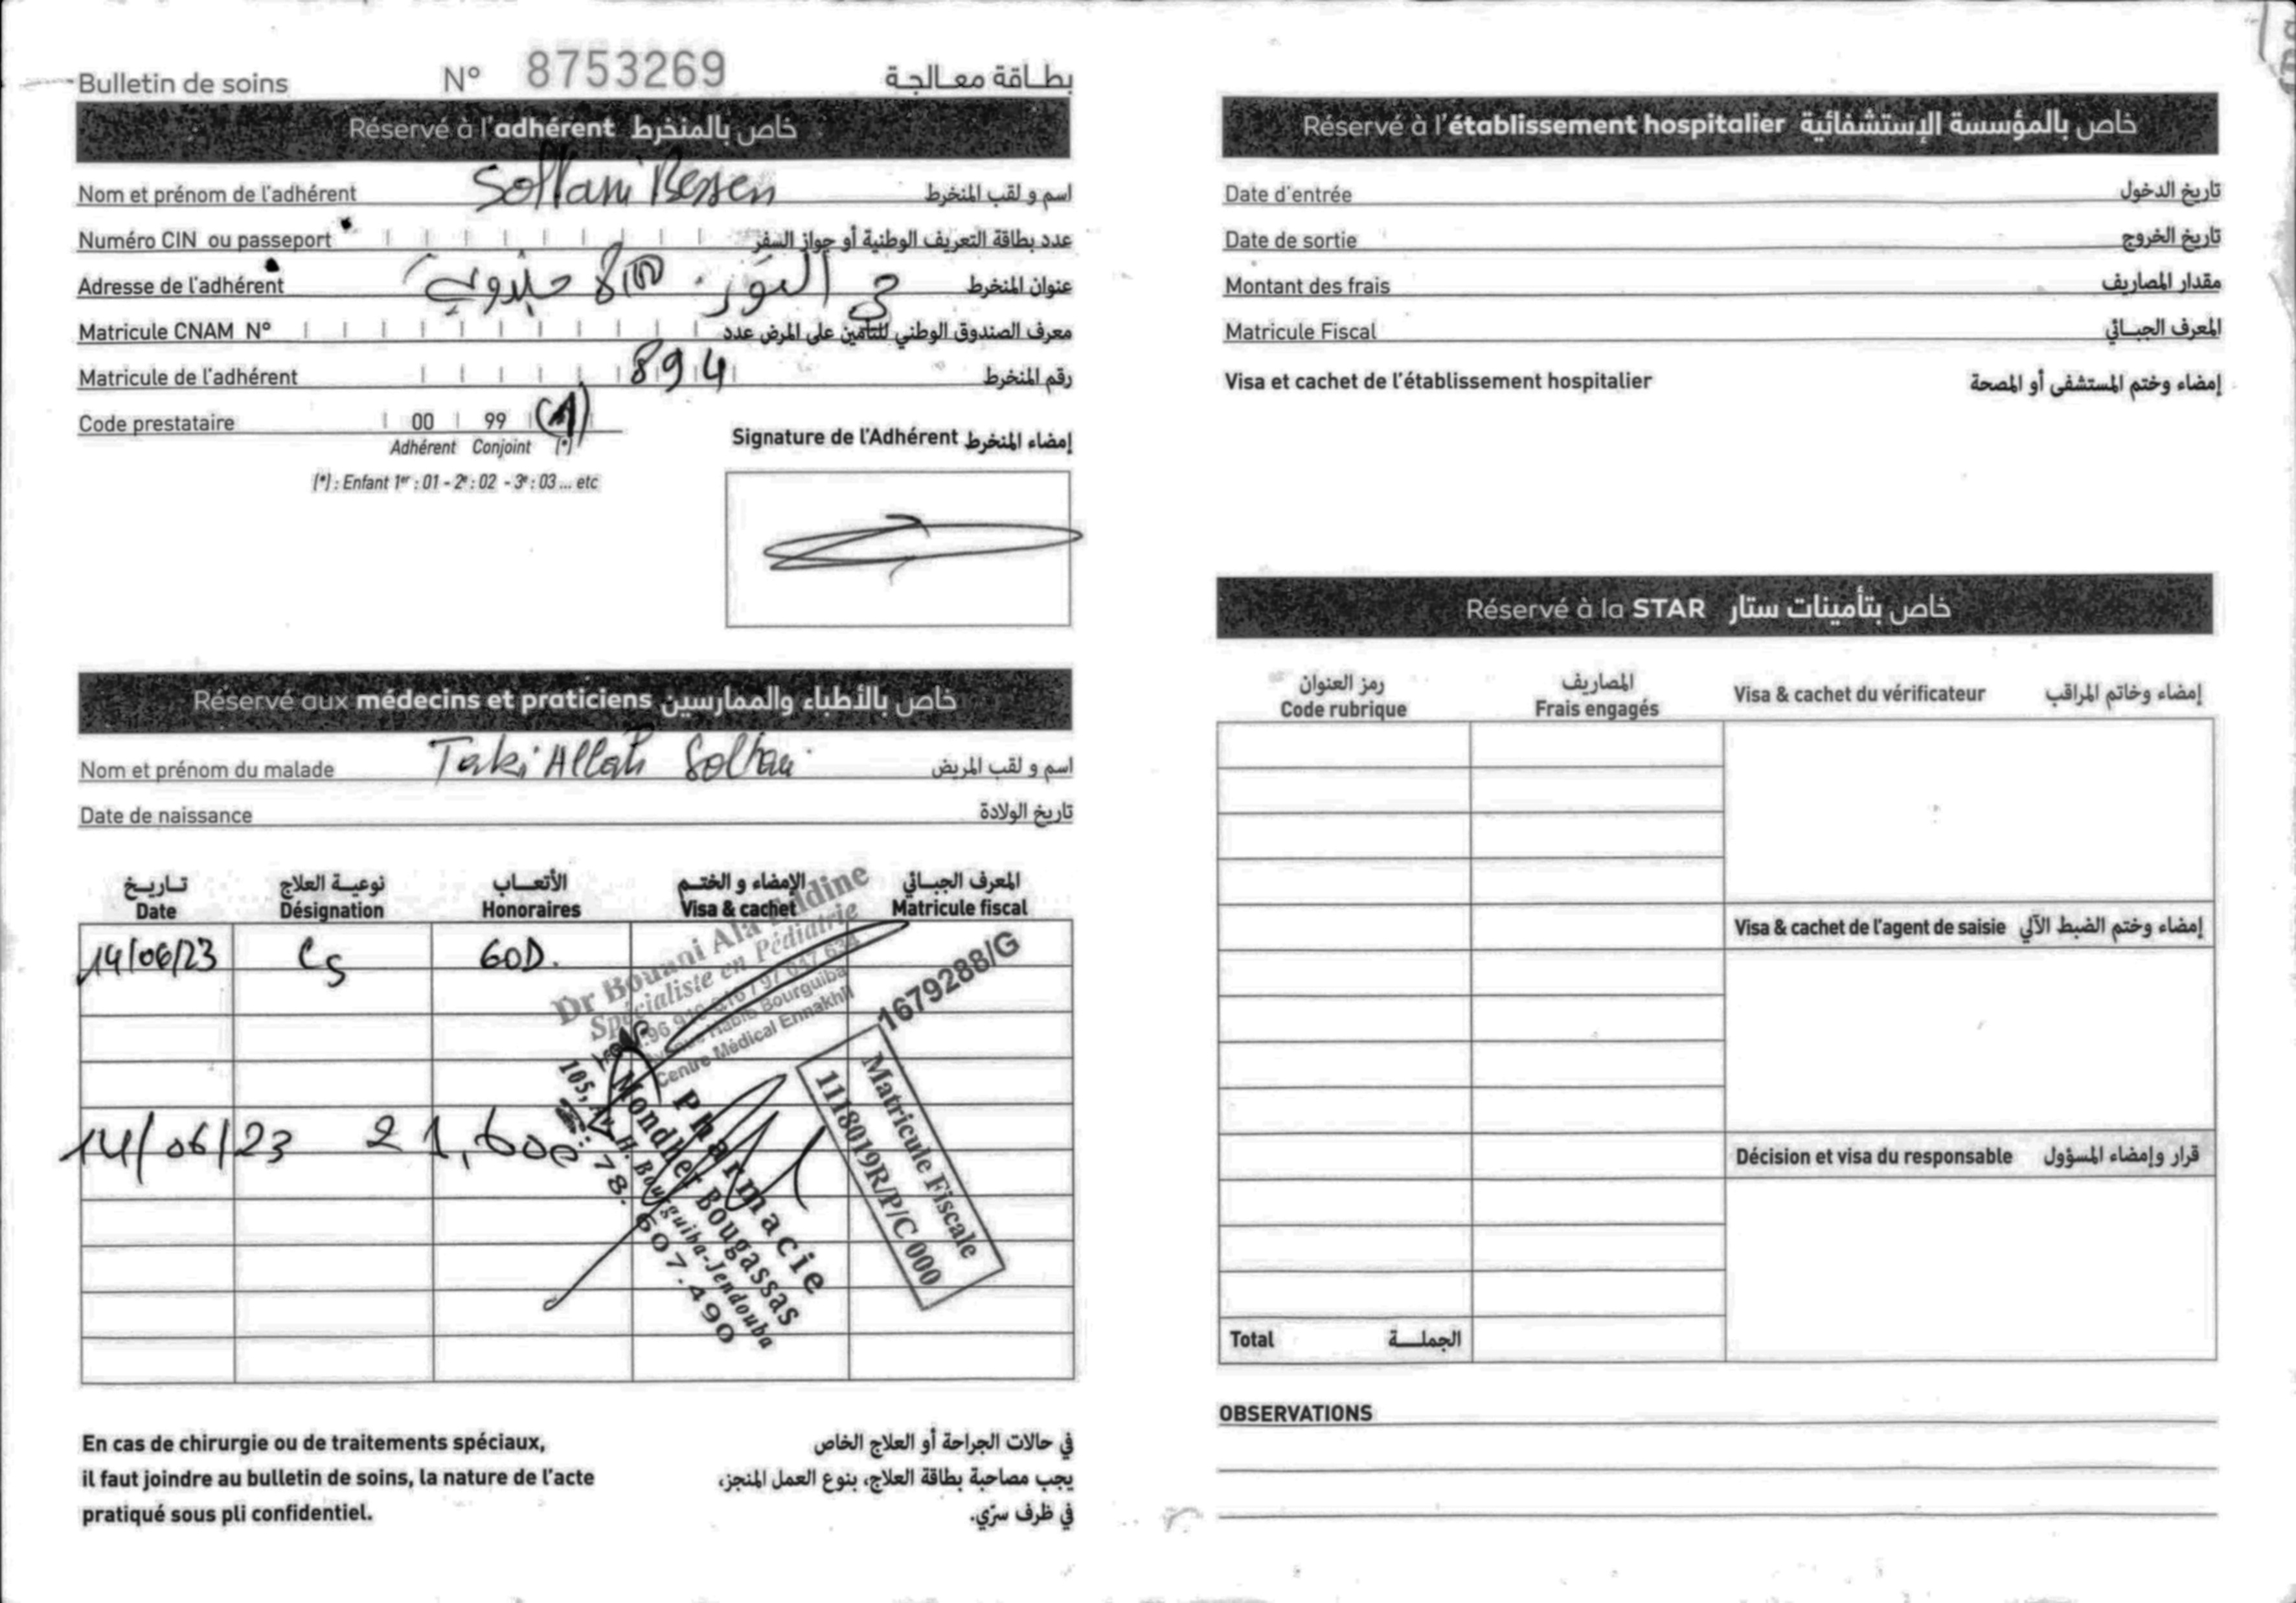 Bulletin de soins N° 8753269 بطاقة معالجة
Réservé à l'adhérent خاص بالمنخرط
Nom et prénom de l'adhérent Soltani اسم و لقب المنخرط
Numéro CIN ou passeport عدد بطاقة التعريف الوطنية أو جواز السفر
Adresse de l'adhérent حي النور 8100 جندوبة عنوان المنخرط
Matricule CNAM N° معرف الصندوق الوطني للتأمين على المرض عدد
Matricule de l'adhérent 894 رقم المنخرط
Code prestataire 00 99 (1)
Adhérent Conjoint (*)
(*) : Enfant 1er : 01 - 2e : 02 - 3e : 03 ... etc
Signature de l'Adhérent إمضاء المنخرط
Réservé aux médecins et praticiens خاص بالأطباء والممارسين
Nom et prénom du malade Taki Allah Soltani اسم و لقب المريض
Date de naissance تاريخ الولادة
تاريخ نوعية العلاج الأتعاب الإمضاء و الختم المعرف الجبائي
Date Désignation Honoraires Visa & cachet Matricule fiscal
14/06/23 Cs 60D.
Dr Bouani Ala Eddine
Spécialiste en Pédiatrie
Avenue Habib Bourguiba
Centre Médical Ennakhil
1679288/G
14/06/23 21,600
Pharmacie
Mondher Bougassas
105, Av. H. Bourguiba-Jendouba
78.607.490
Matricule Fiscale
1118019R/P/C000
En cas de chirurgie ou de traitements spéciaux,
il faut joindre au bulletin de soins, la nature de l'acte
pratiqué sous pli confidentiel.
في حالات الجراحة أو العلاج الخاص
يجب مصاحبة بطاقة العلاج، بنوع العمل المنجز،
في ظرف سرّي.
Réservé à l'établissement hospitalier خاص بالمؤسسة الإستشفائية
Date d'entrée تاريخ الدخول
Date de sortie تاريخ الخروج
Montant des frais مقدار المصاريف
Matricule Fiscal المعرف الجبائي
Visa et cachet de l'établissement hospitalier إمضاء وختم المستشفى أو المصحة
Réservé à la STAR خاص بتأمينات ستار
رمز العنوان المصاريف
Code rubrique Frais engagés Visa & cachet du vérificateur إمضاء وخاتم المراقب
Visa & cachet de l'agent de saisie إمضاء وختم الضبط الآلي
Décision et visa du responsable قرار وإمضاء المسؤول
Total الجملة
OBSERVATIONS